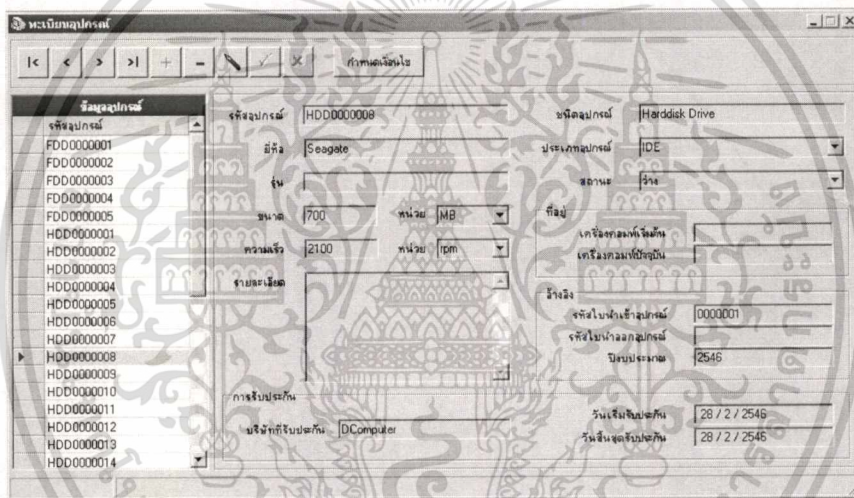 ทะเบียนอุปกรณ์
|< < > >| + -
กำหนดเงื่อนไข
ข้อมูลอุปกรณ์
รหัสอุปกรณ์
FDD0000001
FDD0000002
FDD0000003
FDD0000004
FDD0000005
HDD0000001
HDD0000002
HDD0000003
HDD0000004
HDD0000005
HDD0000006
HDD0000007
HDD0000008
HDD0000009
HDD0000010
HDD0000011
HDD0000012
HDD0000013
HDD0000014
รหัสอุปกรณ์ HDD0000008
ยี่ห้อ Seagate
รุ่น
ขนาด 700 หน่วย MB
ความเร็ว 2100 หน่วย rpm
รายละเอียด
การรับประกัน
บริษัทที่รับประกัน DComputer
ชนิดอุปกรณ์ Harddisk Drive
ประเภทอุปกรณ์ IDE
สถานะ ว่าง
ที่อยู่
เครื่องคอมพ์เริ่มต้น
เครื่องคอมพ์ปัจจุบัน
อ้างอิง
รหัสใบนำเข้าอุปกรณ์ 0000001
รหัสใบนำออกอุปกรณ์
ปีงบประมาณ 2546
วันเริ่มรับประกัน 28 / 2 / 2546
วันสิ้นสุดรับประกัน 28 / 2 / 2546